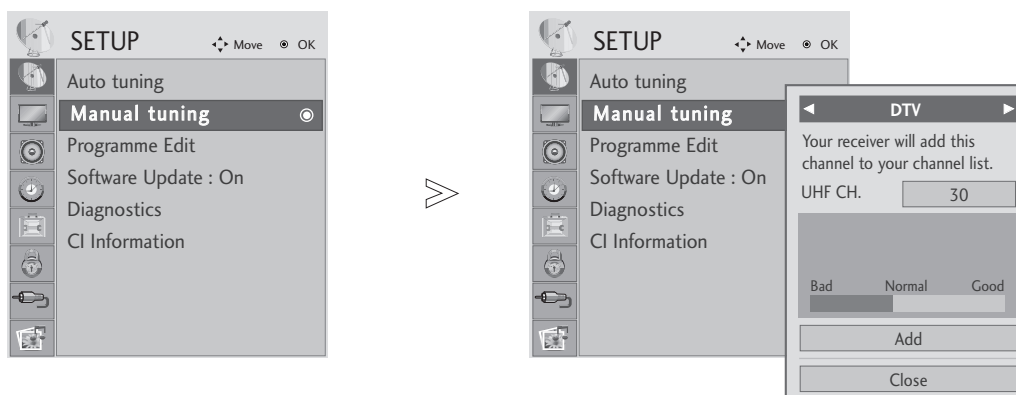 SETUP Move OK
Auto tuning
Manual tuning
Programme Edit
Software Update : On
Diagnostics
CI Information
SETUP Move OK
Auto tuning
Manual tuning
Programme Edit
Software Update : On
Diagnostics
CI Information
DTV
Your receiver will add this
channel to your channel list.
UHF CH. 30
Bad Normal Good
Add
Close